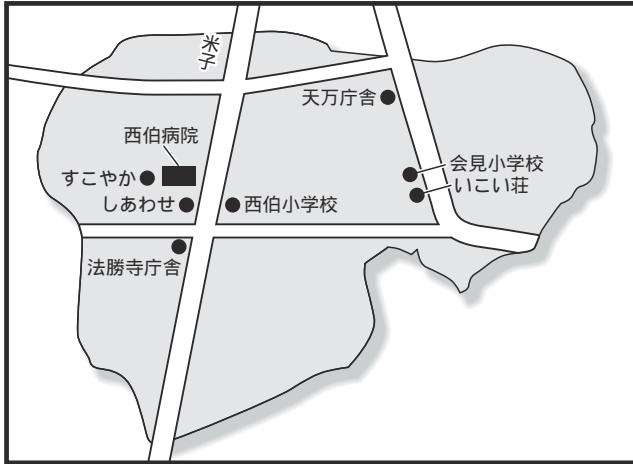 米子
天万庁舎
西伯病院
会見小学校
すこやか
いこい荘
しあわせ
西伯小学校
法勝寺庁舎